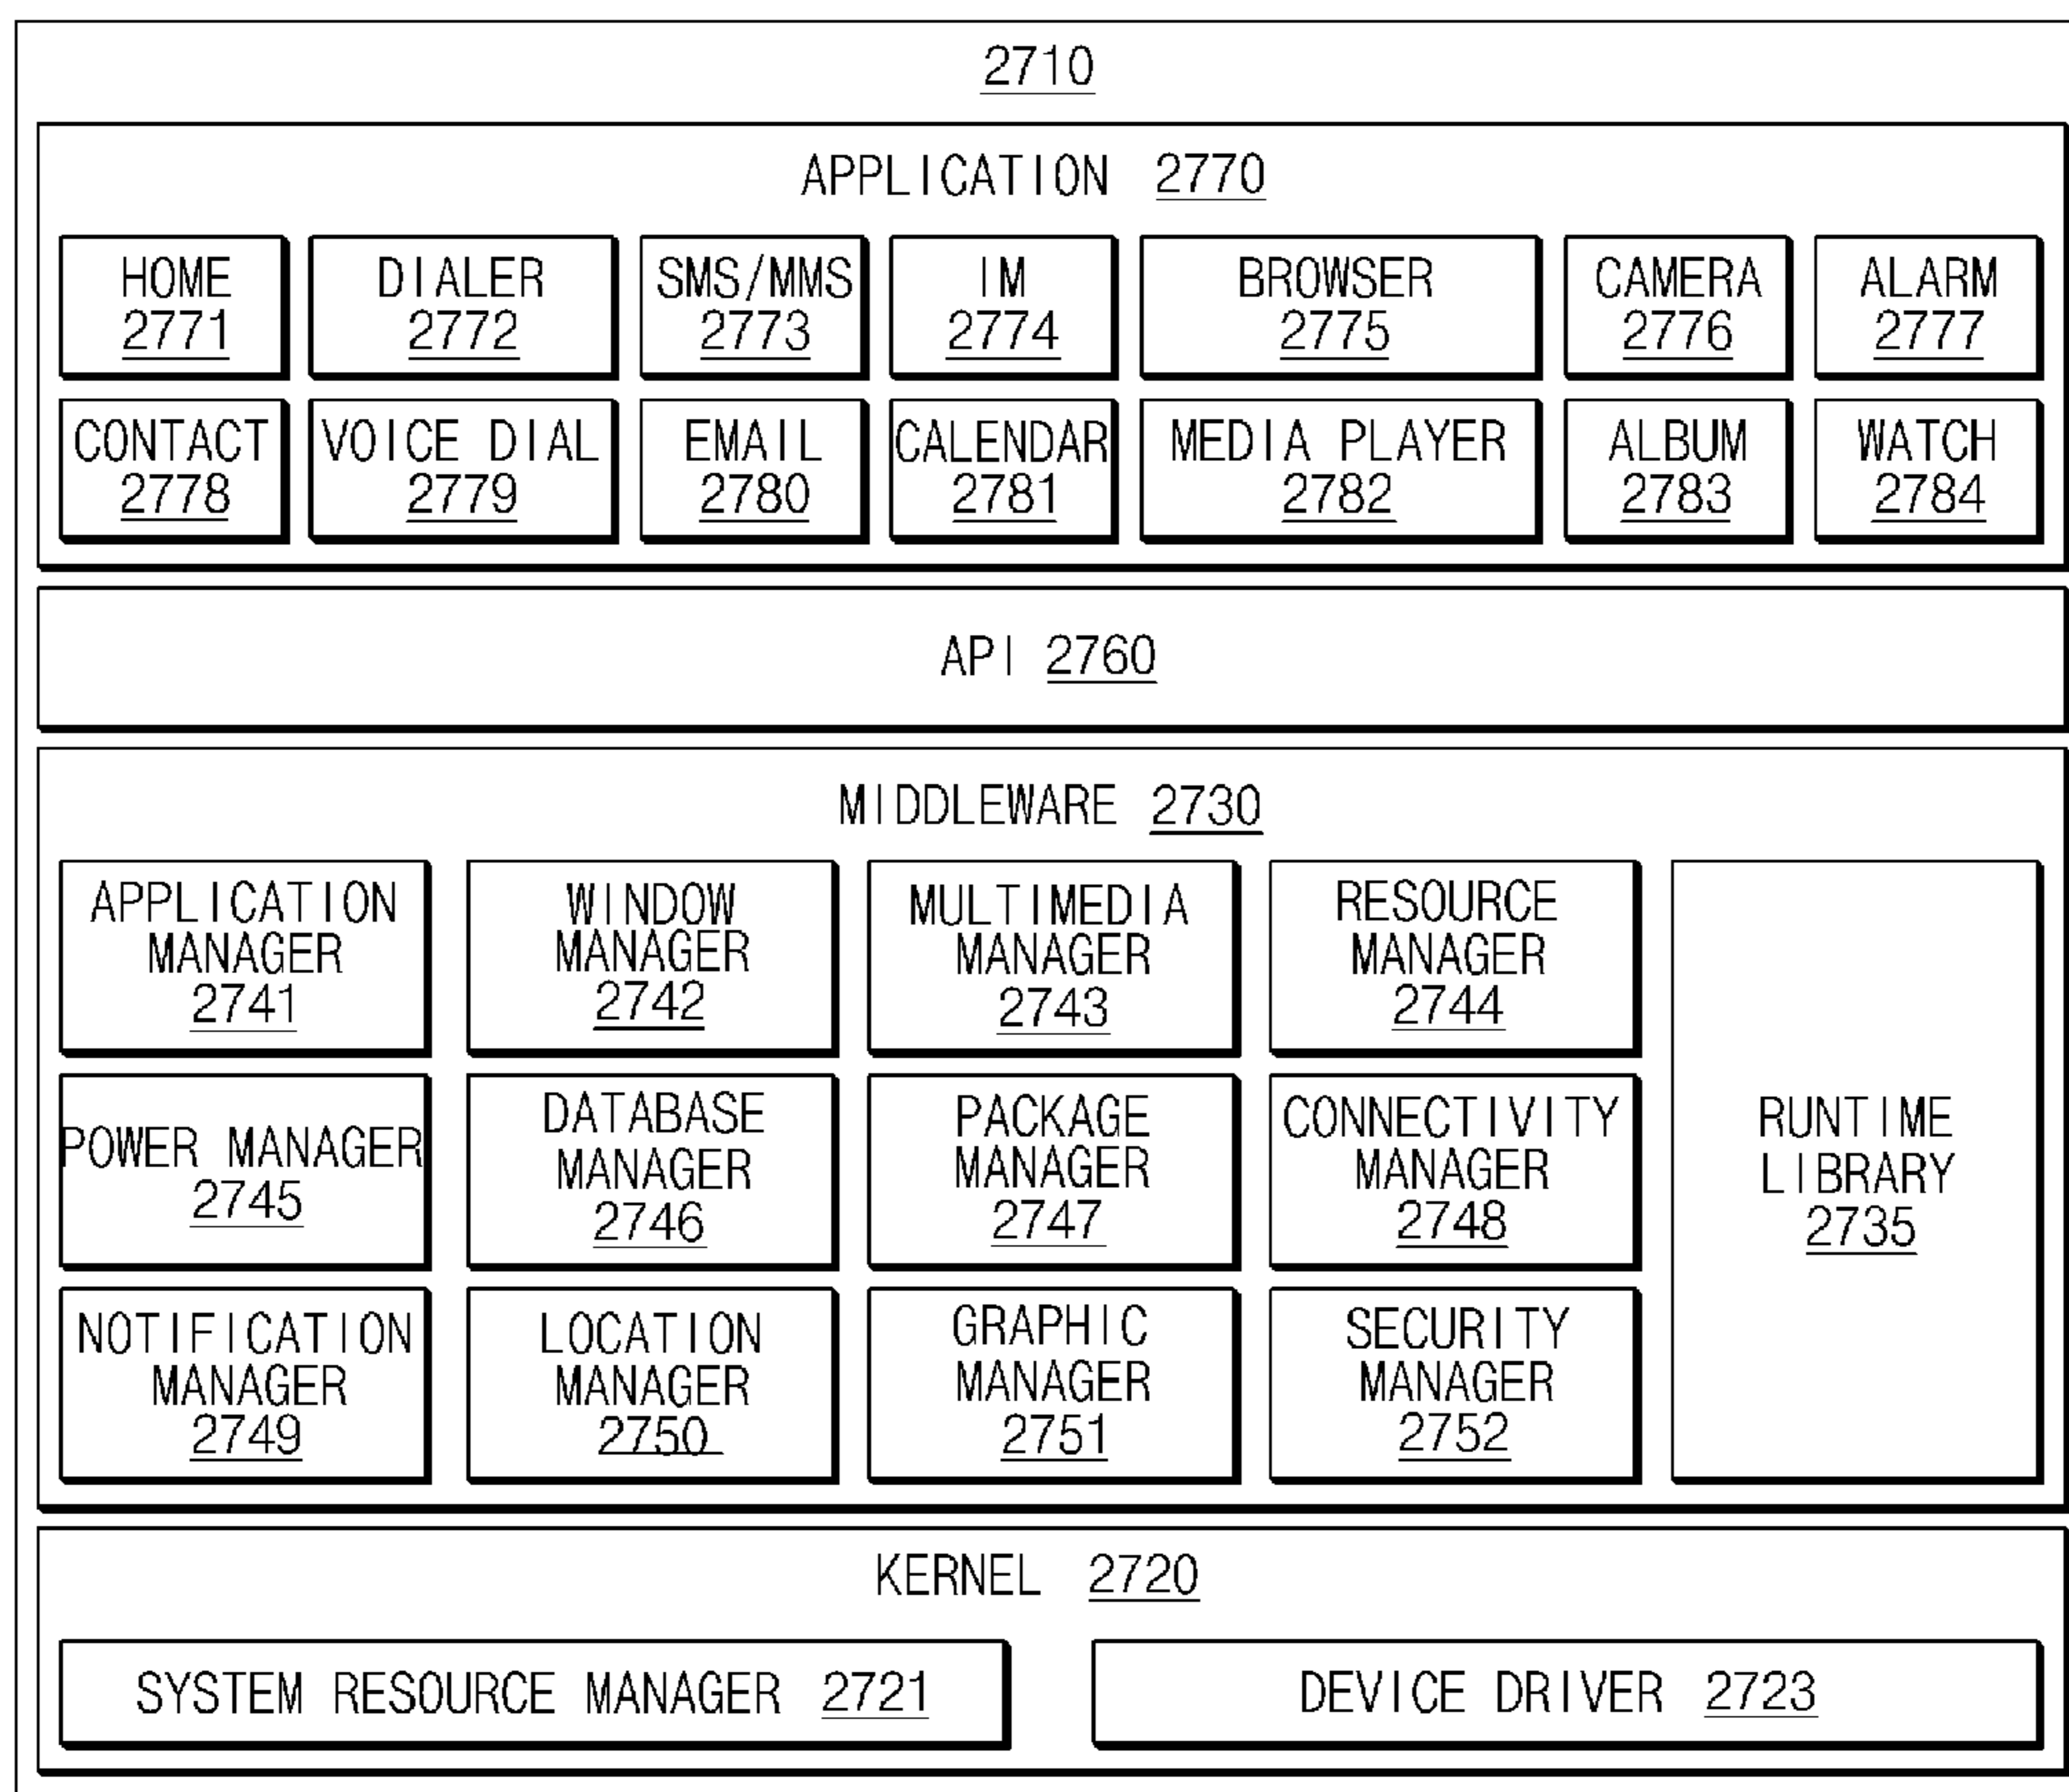 2710
APPLICATION 2770
HOME
2771
DIALER
2772
SMS/MMS
2773
IM
2774
BROWSER
2775
CAMERA
2776
ALARM
2777
CONTACT
2778
VOICE DIAL
2779
EMAIL
2780
CALENDAR
2781
MEDIA PLAYER
2782
ALBUM
2783
WATCH
2784
API 2760
MIDDLEWARE 2730
APPLICATION
MANAGER
2741
WINDOW
MANAGER
2742
MULTIMEDIA
MANAGER
2743
RESOURCE
MANAGER
2744
POWER MANAGER
2745
DATABASE
MANAGER
2746
PACKAGE
MANAGER
2747
CONNECTIVITY
MANAGER
2748
RUNTIME
LIBRARY
2735
NOTIFICATION
MANAGER
2749
LOCATION
MANAGER
2750
GRAPHIC
MANAGER
2751
SECURITY
MANAGER
2752
KERNEL 2720
SYSTEM RESOURCE MANAGER 2721
DEVICE DRIVER 2723